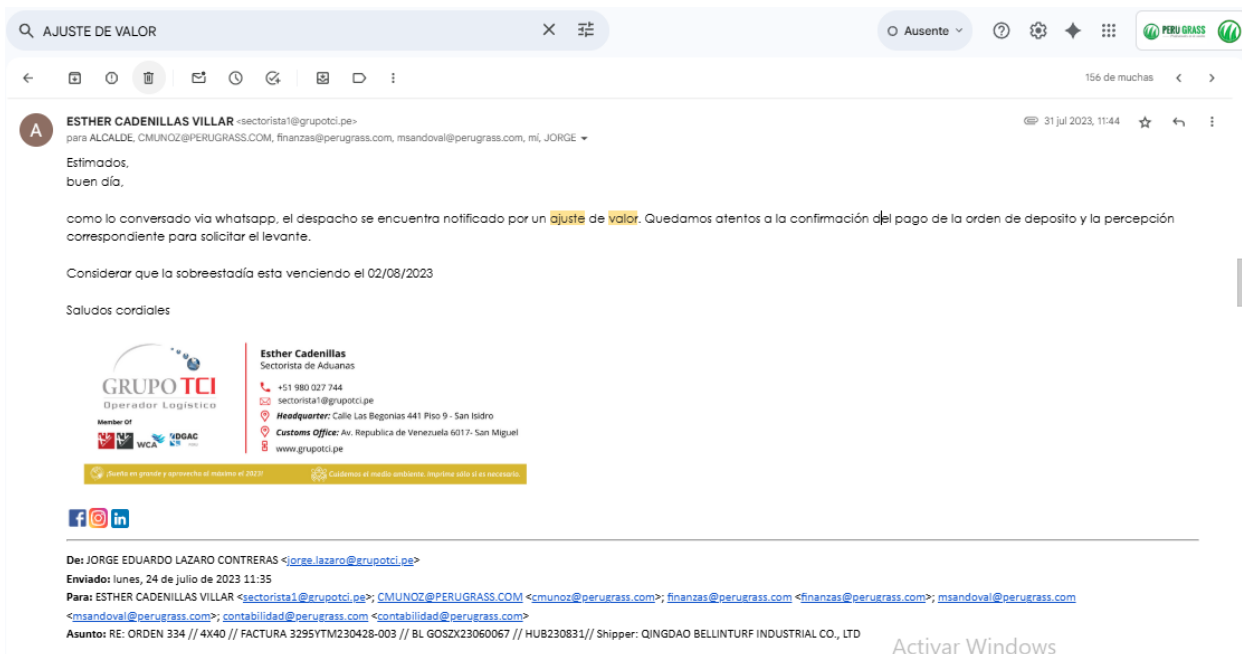 AJUSTE DE VALOR
Ausente
PERU GRASS
156 de muchas
A
ESTHER CADENILLAS VILLAR <sectorista1@grupotci.pe>
31 jul 2023, 11:44
para ALCALDE, CMUNOZ@PERUGRASS.COM, finanzas@perugrass.com, msandoval@perugrass.com, mí, JORGE
Estimados,
buen día,
como lo conversado via whatsapp, el despacho se encuentra notificado por un ajuste de valor. Quedamos atentos a la confirmación del pago de la orden de deposito y la percepción
correspondiente para solicitar el levante.
Considerar que la sobreestadía esta venciendo el 02/08/2023
Saludos cordiales
GRUPO TCI
Operador Logístico
Member Of
WCA
DGAC
Esther Cadenillas
Sectorista de Aduanas
+51 980 027 744
sectorista1@grupotci.pe
Headquarter: Calle Las Begonias 441 Piso 9 - San Isidro
Customs Office: Av. Republica de Venezuela 6017- San Miguel
www.grupotci.pe
¡Sueña en grande y aprovecha al máximo el 2023!
Cuidemos el medio ambiente. Imprime sólo si es necesario.
De: JORGE EDUARDO LAZARO CONTRERAS <jorge.lazaro@grupotci.pe>
Enviado: lunes, 24 de julio de 2023 11:35
Para: ESTHER CADENILLAS VILLAR <sectorista1@grupotci.pe>; CMUNOZ@PERUGRASS.COM <cmunoz@perugrass.com>; finanzas@perugrass.com <finanzas@perugrass.com>; msandoval@perugrass.com
<msandoval@perugrass.com>; contabilidad@perugrass.com <contabilidad@perugrass.com>
Asunto: RE: ORDEN 334 // 4X40 // FACTURA 3295YTM230428-003 // BL GOSZX23060067 // HUB230831// Shipper: QINGDAO BELLINTURF INDUSTRIAL CO., LTD
Activar Windows